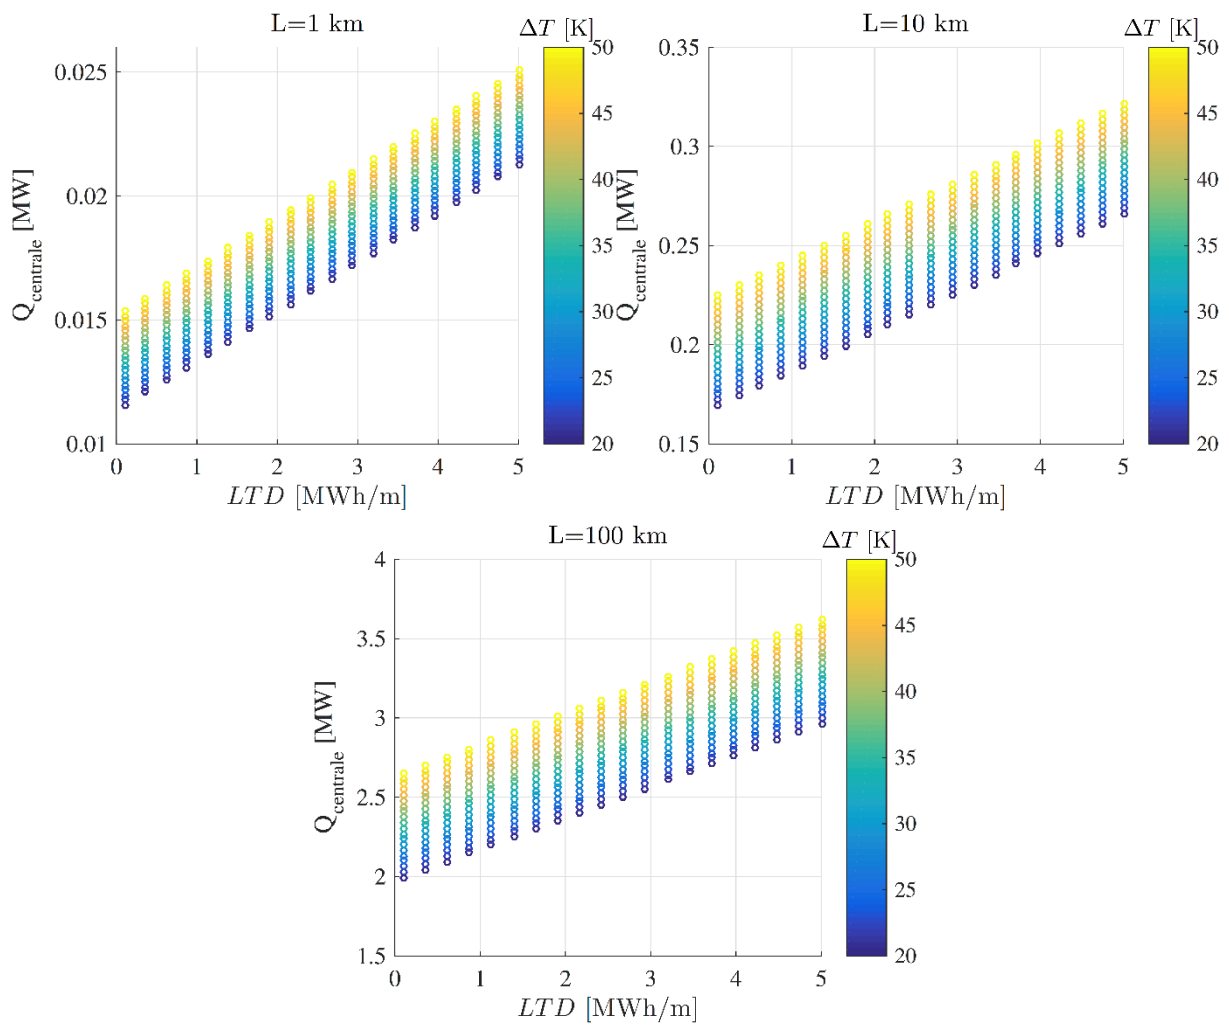 L=1 km
ΔT [K]
Q_centrale [MW]
0.025
0.02
0.015
0.01
0 1 2 3 4 5
LTD [MWh/m]
50
45
40
35
30
25
20
L=10 km
ΔT [K]
Q_centrale [MW]
0.35
0.3
0.25
0.2
0.15
0 1 2 3 4 5
LTD [MWh/m]
50
45
40
35
30
25
20
L=100 km
ΔT [K]
Q_centrale [MW]
4
3.5
3
2.5
2
1.5
0 1 2 3 4 5
LTD [MWh/m]
50
45
40
35
30
25
20